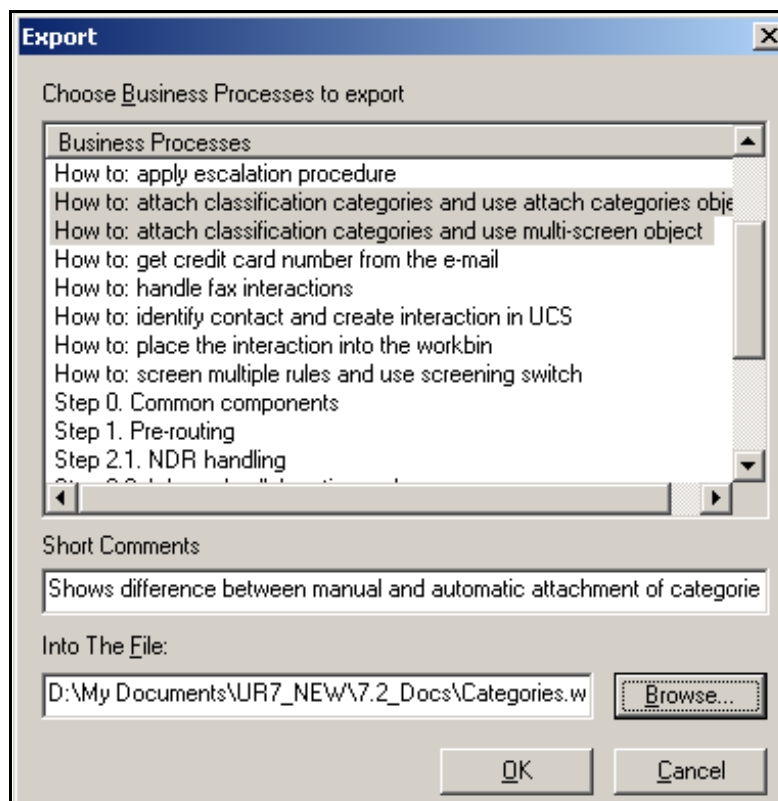 Export
Choose Business Processes to export
Business Processes
How to: apply escalation procedure
How to: attach classification categories and use attach categories obje
How to: attach classification categories and use multi-screen object
How to: get credit card number from the e-mail
How to: handle fax interactions
How to: identify contact and create interaction in UCS
How to: place the interaction into the workbin
How to: screen multiple rules and use screening switch
Step 0. Common components
Step 1. Pre-routing
Step 2.1. NDR handling
Short Comments
Shows difference between manual and automatic attachment of categorie
Into The File:
D:\My Documents\UR7_NEW\7.2_Docs\Categories.w
Browse...
OK
Cancel